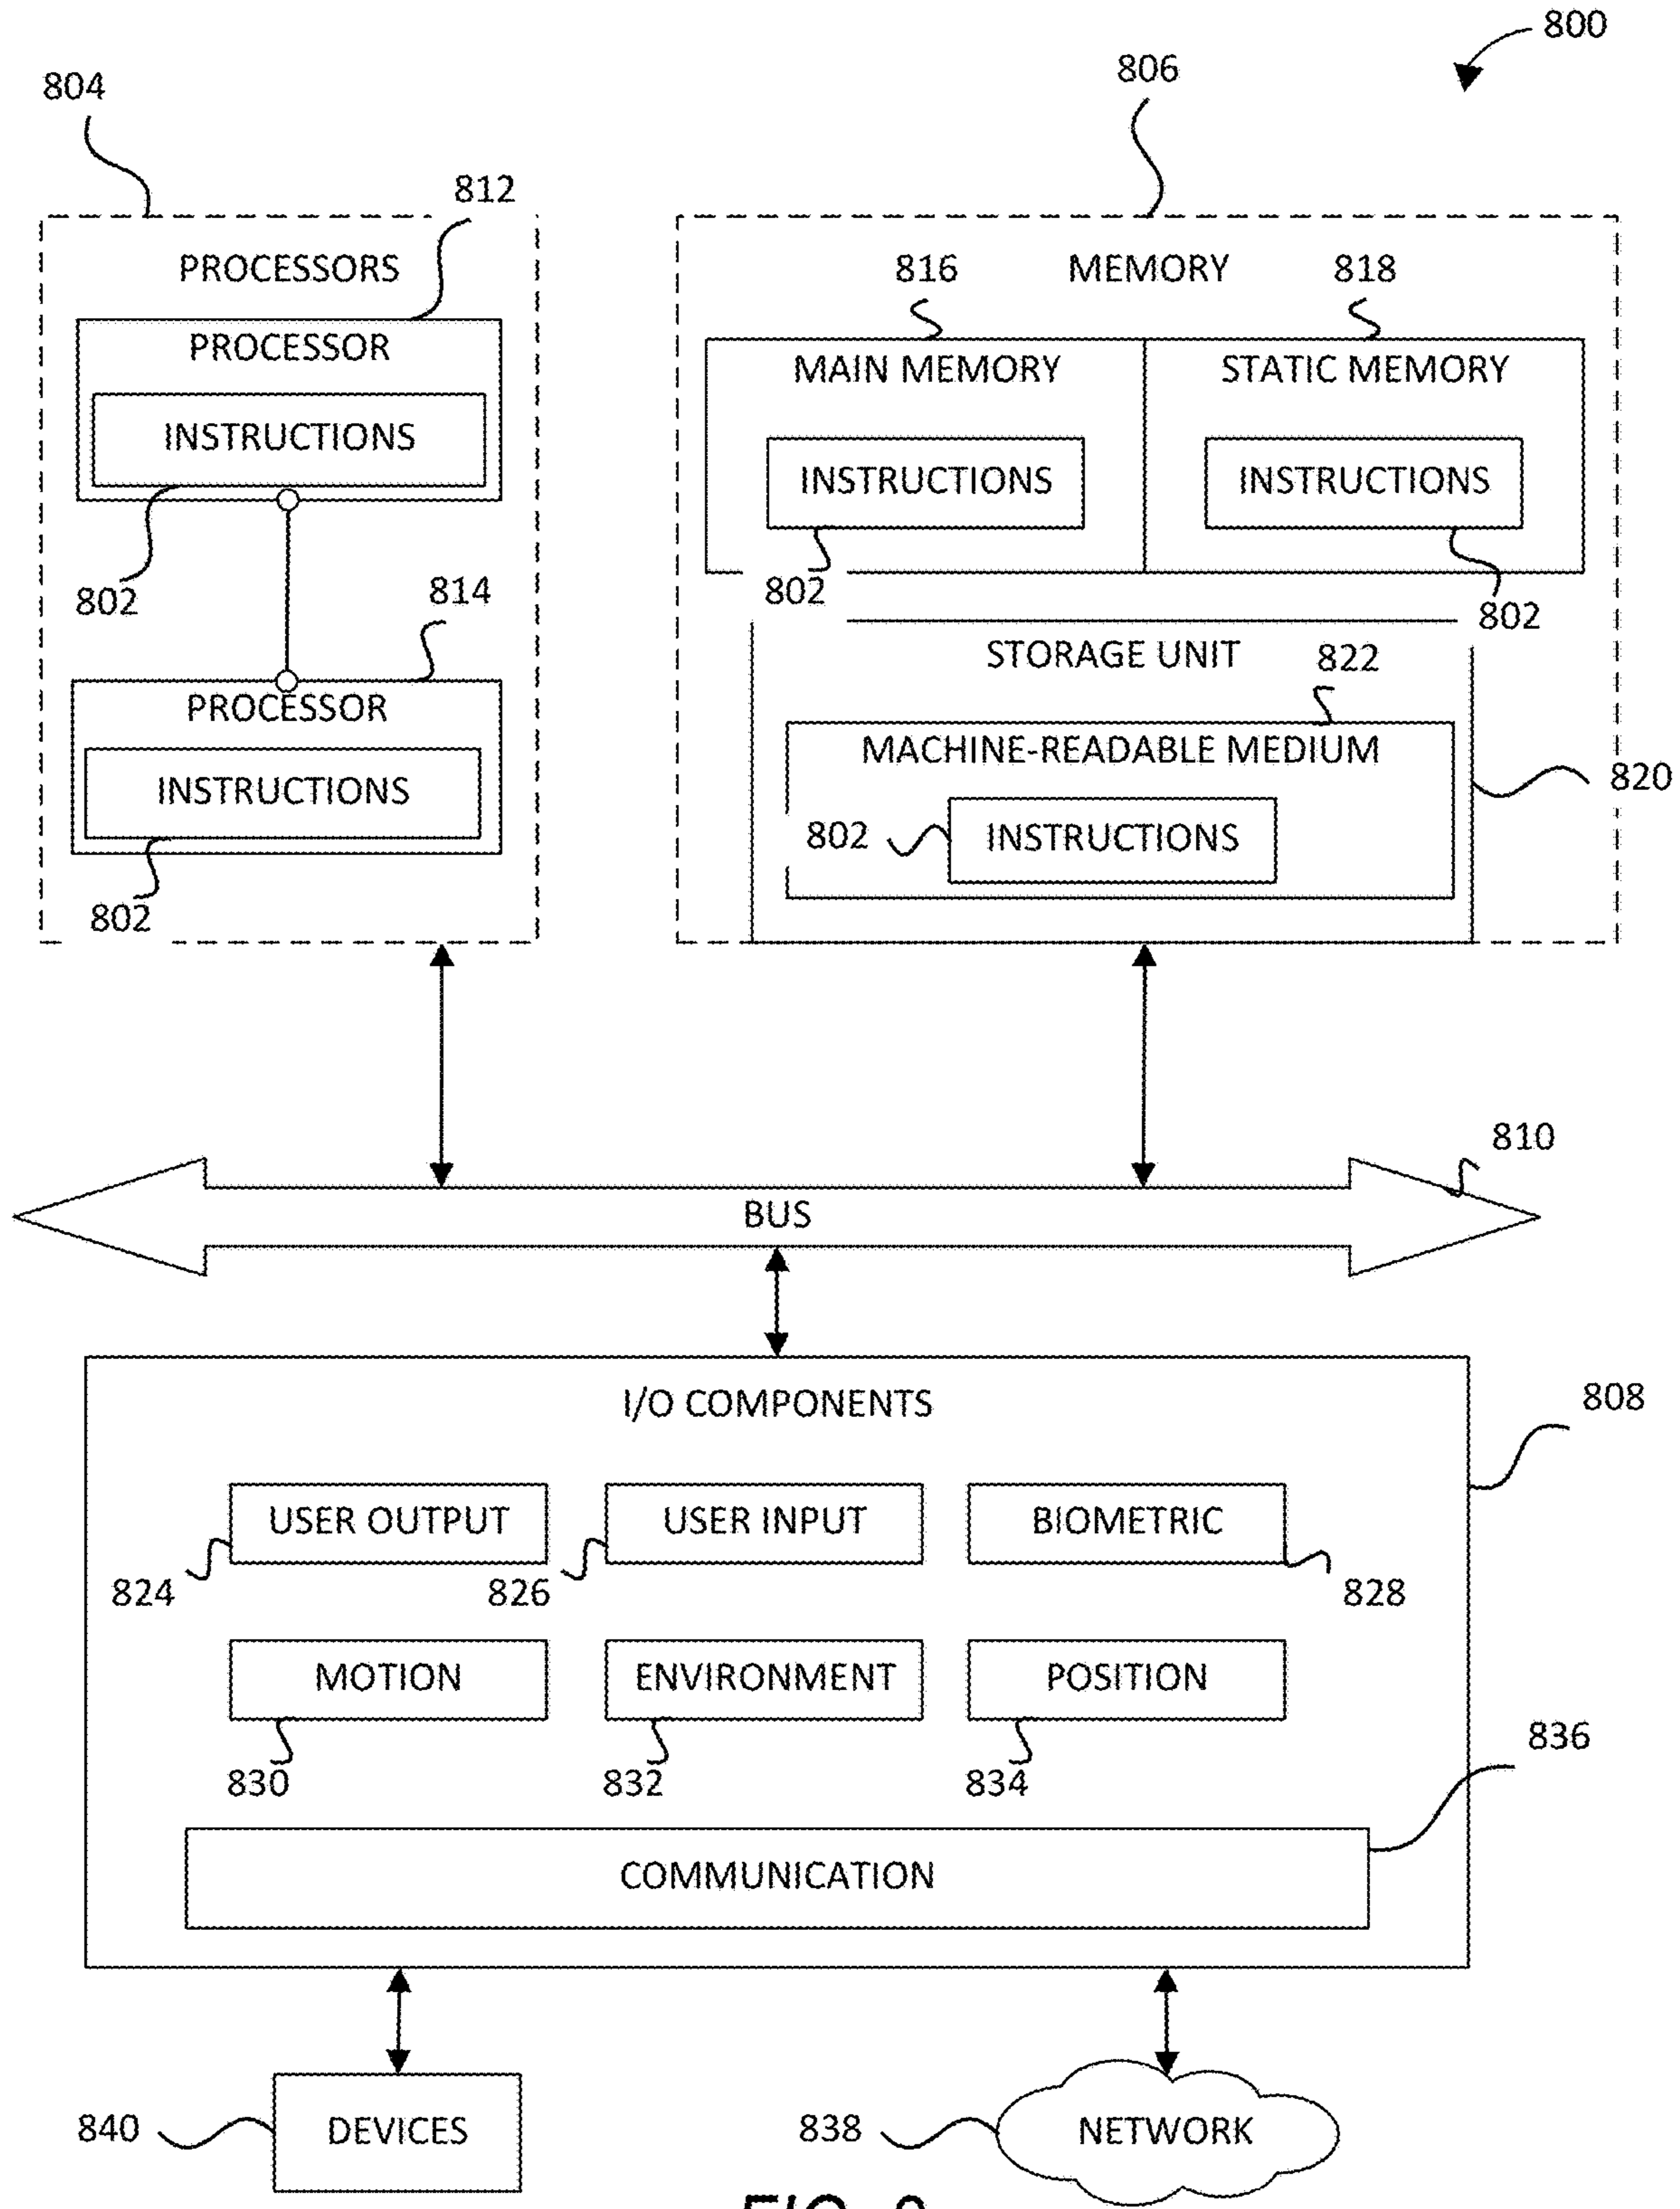 800
806
804
812
PROCESSORS
816 MEMORY 818
PROCESSOR
MAIN MEMORY STATIC MEMORY
INSTRUCTIONS
INSTRUCTIONS INSTRUCTIONS
802 814 802 802
STORAGE UNIT 822
PROCESSOR
MACHINE-READABLE MEDIUM
820
INSTRUCTIONS
802 INSTRUCTIONS
802
810
BUS
I/O COMPONENTS
808
USER OUTPUT USER INPUT BIOMETRIC
824 826 828
MOTION ENVIRONMENT POSITION
836
830 832 834
COMMUNICATION
840 DEVICES 838 NETWORK